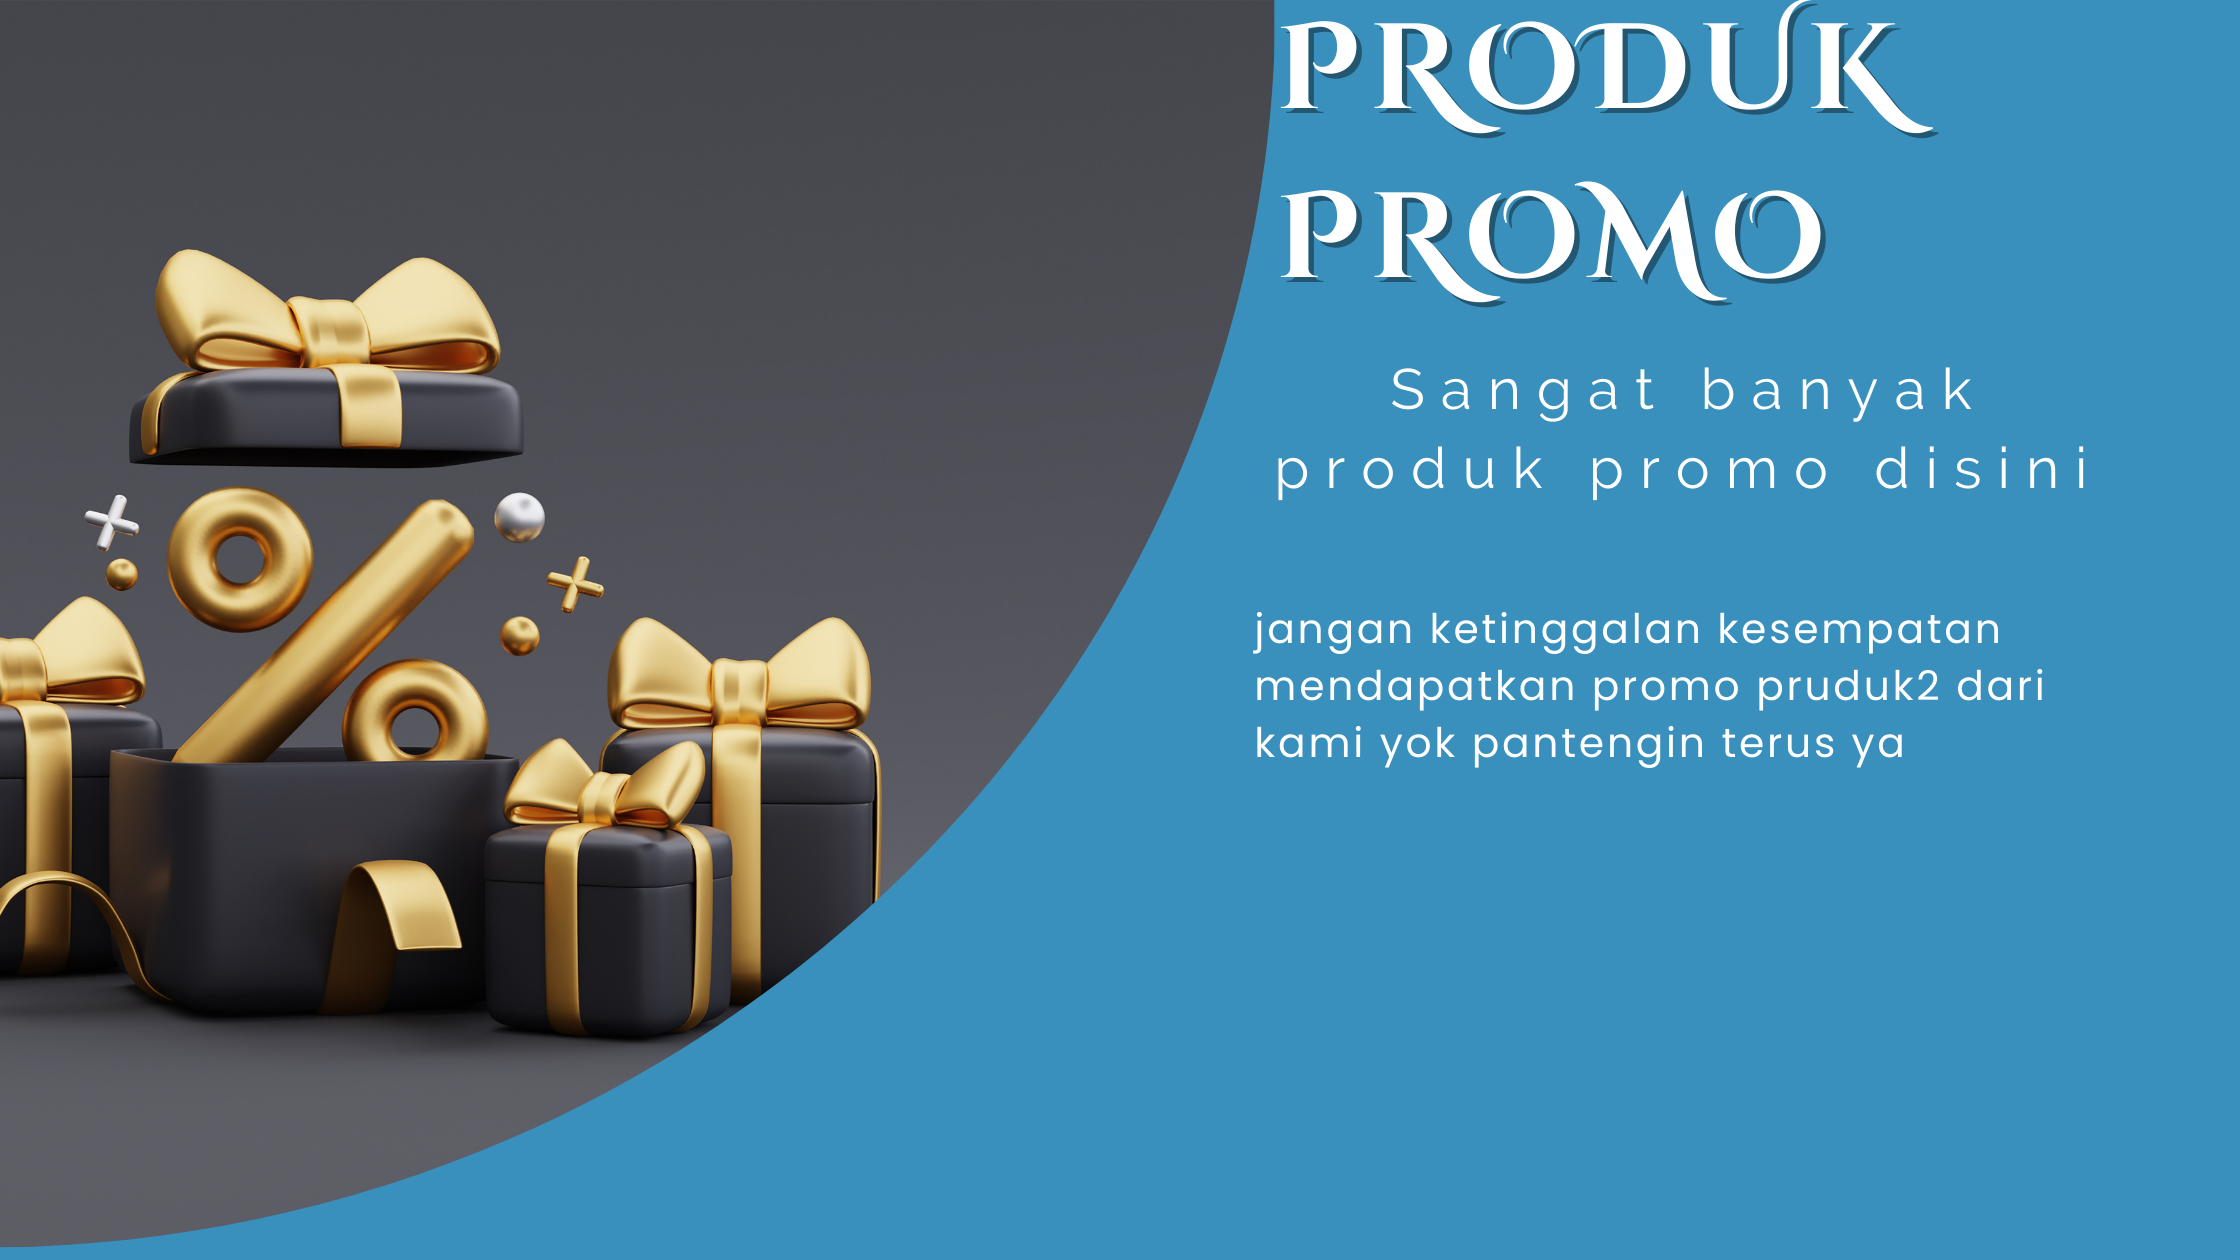 PRODUK
PROMO
Sangat banyak
produk promo disini
jangan ketinggalan kesempatan
mendapatkan promo pruduk2 dari
kami yok pantengin terus ya